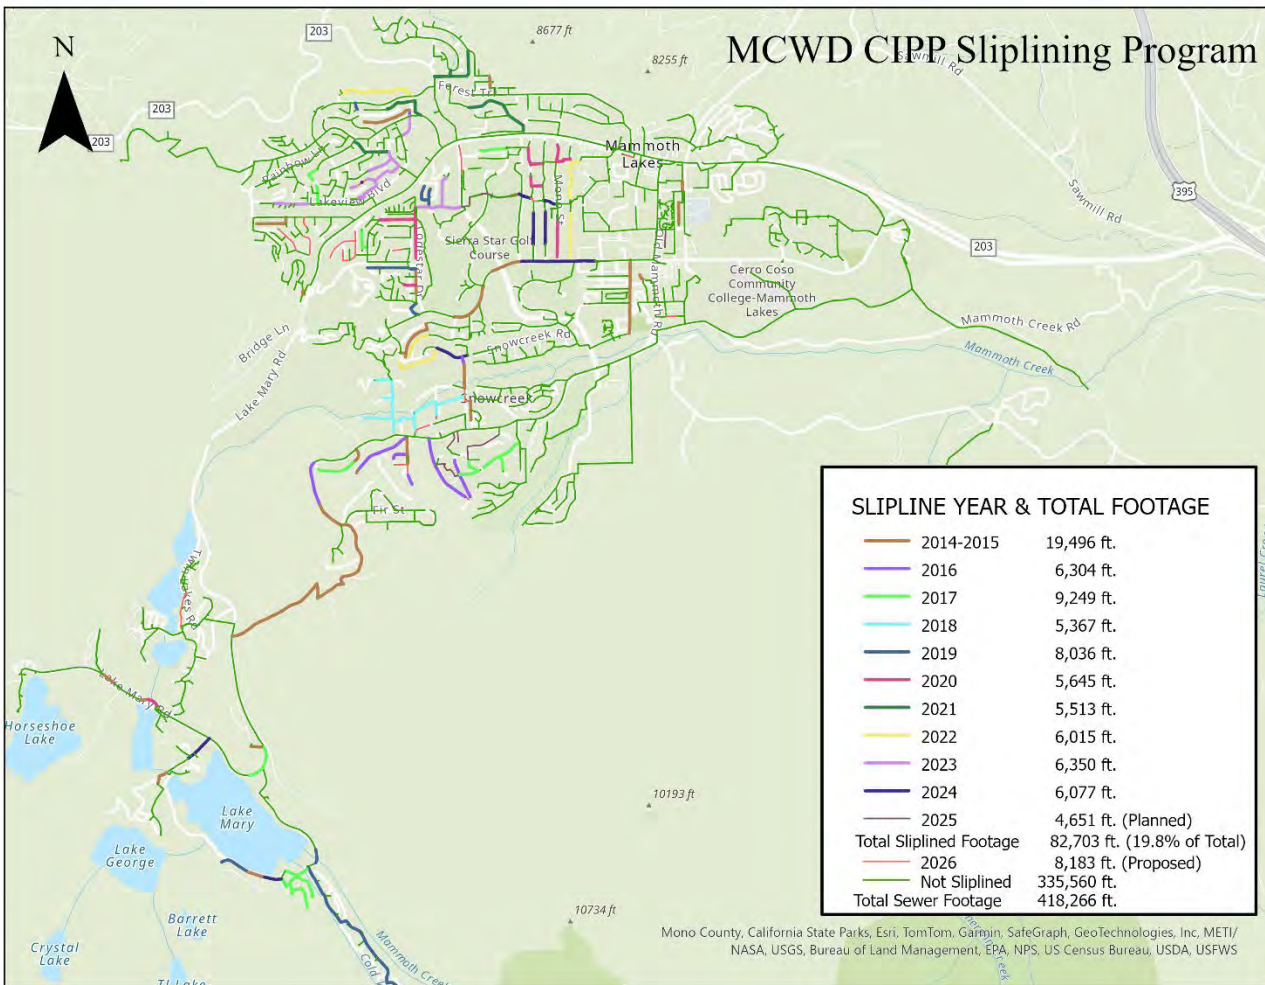 MCWD CIPP Sliplining Program
N
203
203
203
8677 ft
8255 ft
Sawmill Rd
Sawmill Rd
395
203
Forest Tr
Mammoth
Lakes
Rainbow Ln
Lakeview Blvd
Mono St
Lodestar Dr
Sierra Star Golf
Course
Old Mammoth Rd
Cerro Coso
Community
College-Mammoth
Lakes
Mammoth Creek Rd
Mammoth Creek
Bridge Ln
Lake Mary Rd
Snowcreek Rd
Snowcreek
Fir St
Twin Lakes Rd
Lake Mary Rd
Horseshoe
Lake
Lake
Mary
Lake
George
Barrett
Lake
Crystal
Lake
TJ Lake
Cold
Mammoth Creek
10193 ft
10734 ft
SLIPLINE YEAR & TOTAL FOOTAGE
2014-2015 19,496 ft.
2016 6,304 ft.
2017 9,249 ft.
2018 5,367 ft.
2019 8,036 ft.
2020 5,645 ft.
2021 5,513 ft.
2022 6,015 ft.
2023 6,350 ft.
2024 6,077 ft.
2025 4,651 ft. (Planned)
Total Sliplined Footage 82,703 ft. (19.8% of Total)
2026 8,183 ft. (Proposed)
Not Sliplined 335,560 ft.
Total Sewer Footage 418,266 ft.
Mono County, California State Parks, Esri, TomTom, Garmin, SafeGraph, GeoTechnologies, Inc, METI/
NASA, USGS, Bureau of Land Management, EPA, NPS, US Census Bureau, USDA, USFWS